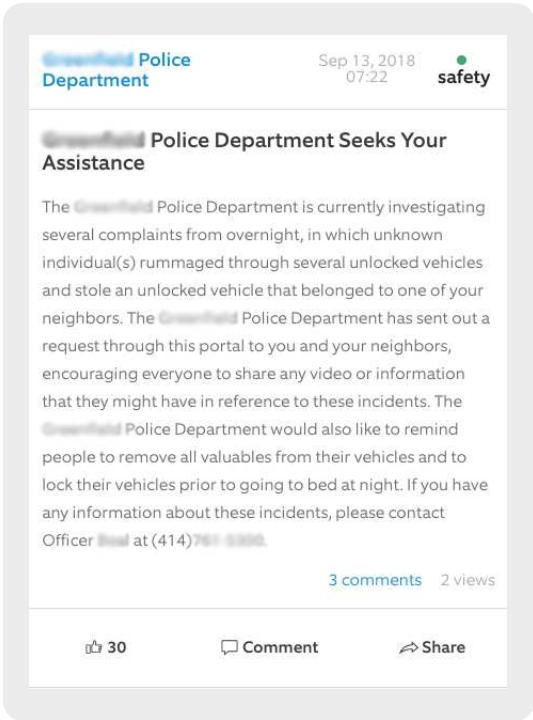 Police
Department
Sep 13, 2018
07:22
safety
Police Department Seeks Your
Assistance
The Police Department is currently investigating
several complaints from overnight, in which unknown
individual(s) rummaged through several unlocked vehicles
and stole an unlocked vehicle that belonged to one of your
neighbors. The Police Department has sent out a
request through this portal to you and your neighbors,
encouraging everyone to share any video or information
that they might have in reference to these incidents. The
Police Department would also like to remind
people to remove all valuables from their vehicles and to
lock their vehicles prior to going to bed at night. If you have
any information about these incidents, please contact
Officer at (414)
3 comments 2 views
30 Comment Share